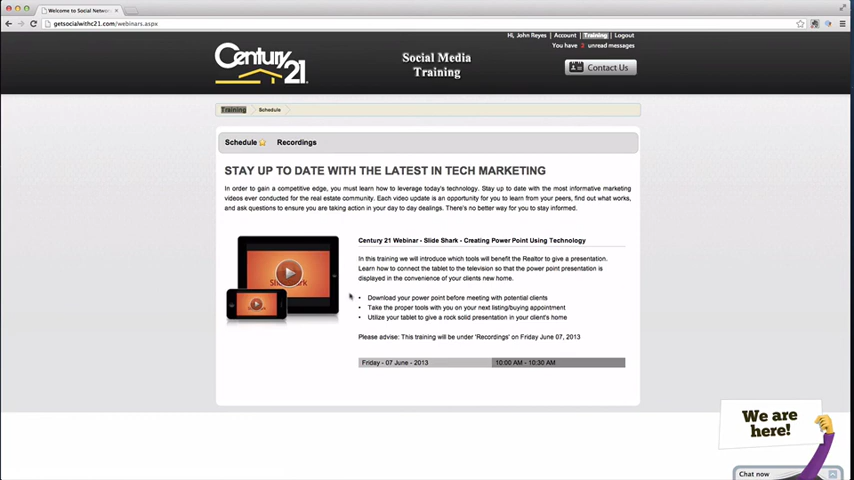 Welcome to Social Networ
getsocialwithc21.com/webinars.aspx
Hi, John Reyes | Account | Training | Logout
You have 2 unread messages
Century 21
Social Media
Training
Contact Us
Training Schedule
Schedule Recordings
STAY UP TO DATE WITH THE LATEST IN TECH MARKETING
In order to gain a competitive edge, you must learn how to leverage today's technology. Stay up to date with the most informative marketing
videos ever conducted for the real estate community. Each video update is an opportunity for you to learn from your peers, find out what works,
and ask questions to ensure you are taking action in your day to day dealings. There's no better way for you to stay informed.
Century 21 Webinar - Slide Shark - Creating Power Point Using Technology
In this training we will introduce which tools will benefit the Realtor to give a presentation.
Learn how to connect the tablet to the television so that the power point presentation is
displayed in the convenience of your clients new home.
• Download your power point before meeting with potential clients
• Take the proper tools with you on your next listing/buying appointment
• Utilize your tablet to give a rock solid presentation in your client's home
Please advise: This training will be under 'Recordings' on Friday June 07, 2013
Friday - 07 June - 2013 10:00 AM - 10:30 AM
We are
here!
Chat now